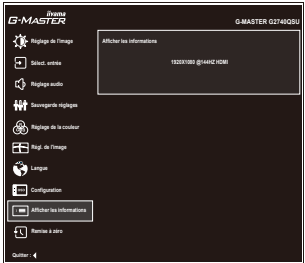 iiyama
G-MASTER
G-MASTER G2740QSU
Réglage de l'image
Sélect. entrée
Réglage audio
Sauvegarde réglages
Réglage de la couleur
Régl. de l'image
Langue
Configuration
Afficher les informations
Remise à zéro
Quitter :
Afficher les informations
1920X1080 @144HZ HDMI